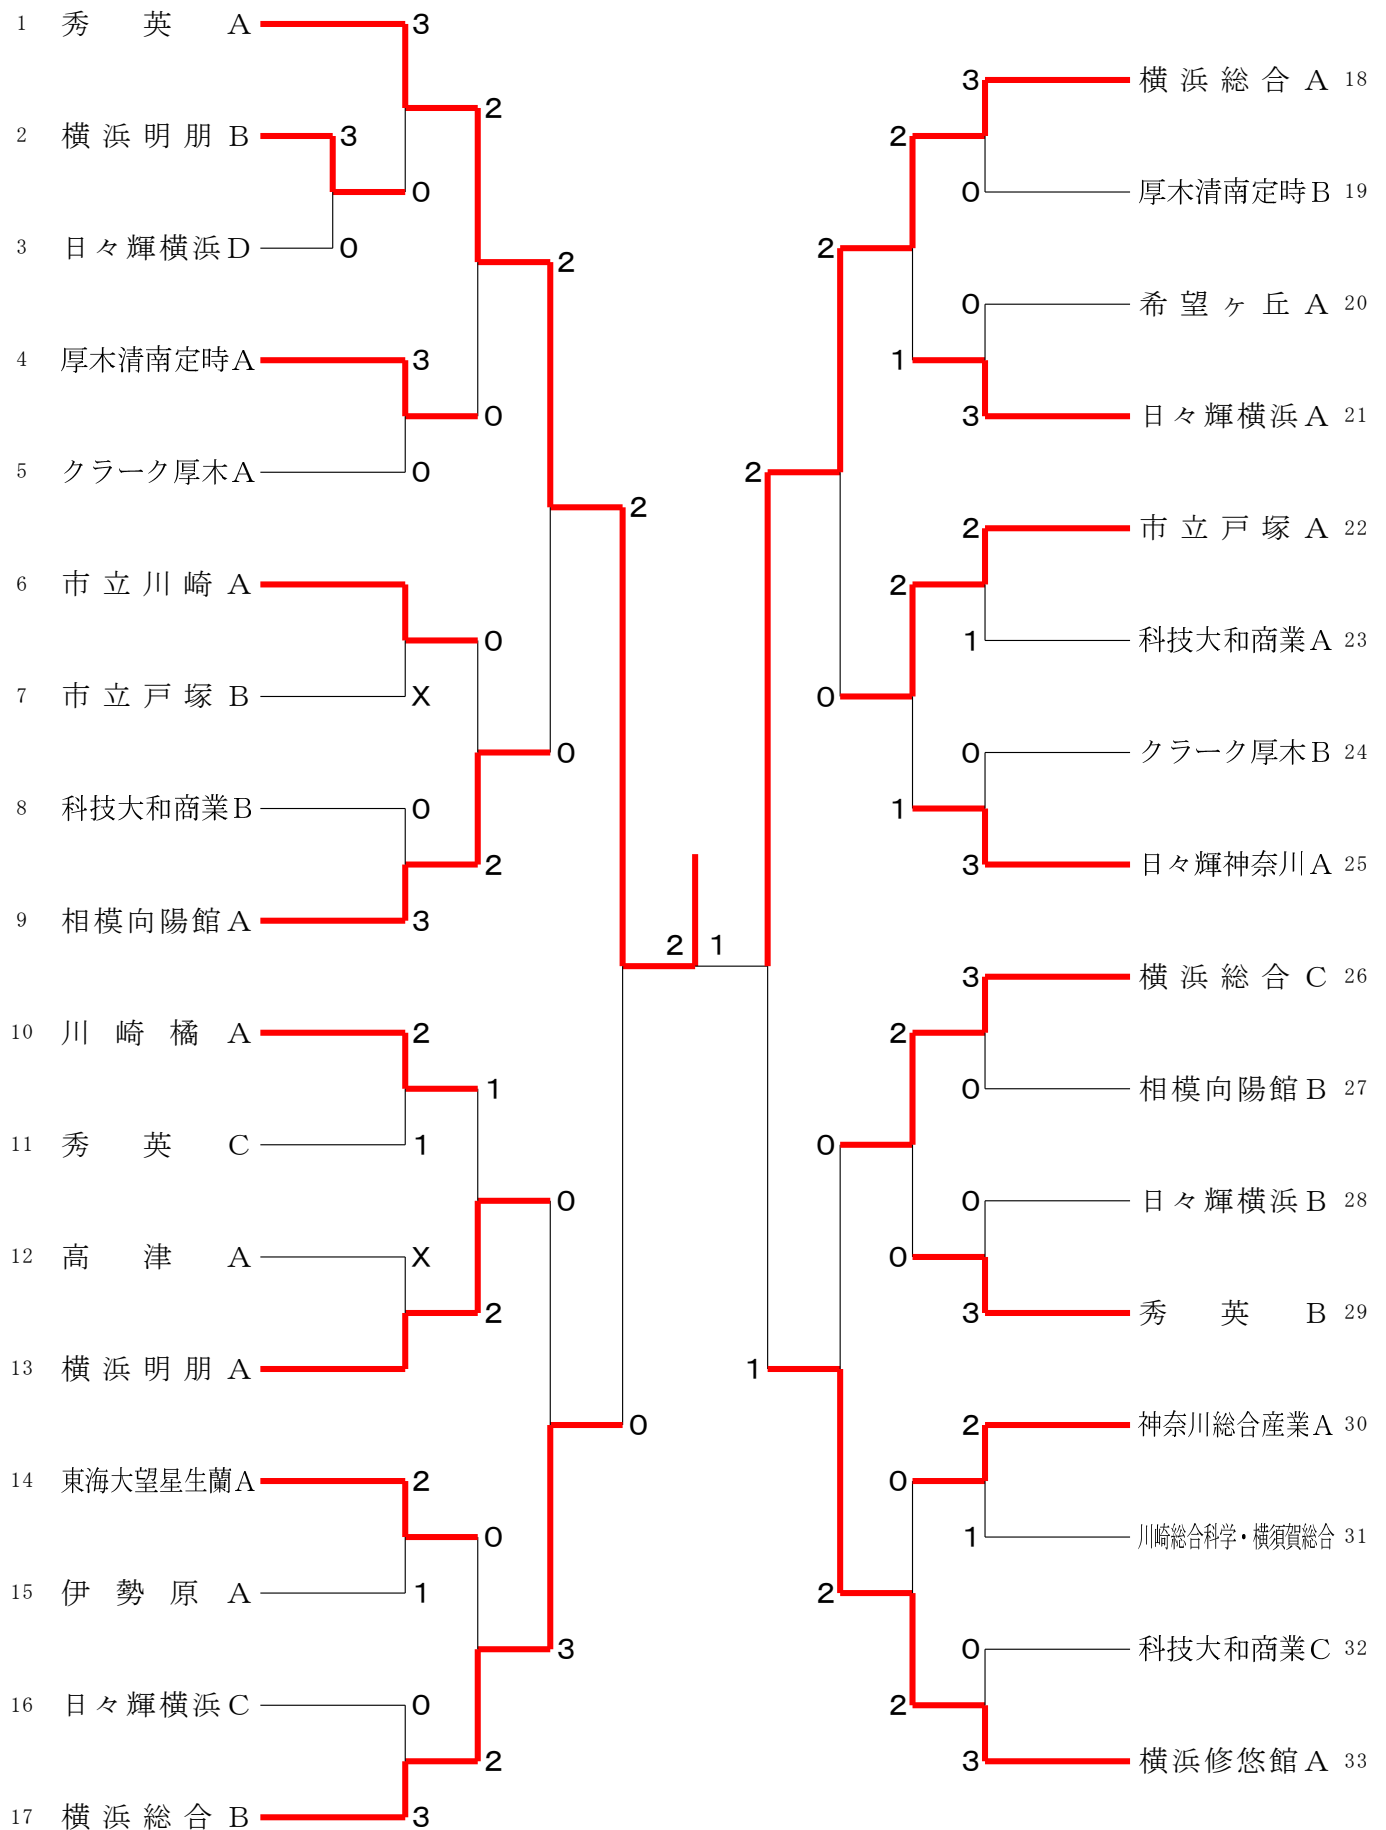 1 秀英A 3
2
2 横浜明朋B 3
0
3 日々輝横浜D 0
2
4 厚木清南定時A 3
0
5 クラーク厚木A 0
2
6 市立川崎A
0
7 市立戸塚B X
0
8 科技大和商業B 0
2
9 相模向陽館A 3
2 1
10 川崎橘A 2
1
11 秀英C 1
0
12 高津A X
2
13 横浜明朋A
0
14 東海大望星生蘭A 2
0
15 伊勢原A 1
3
16 日々輝横浜C 0
2
17 横浜総合B 3
3 横浜総合A 18
2
0 厚木清南定時B 19
2
0 希望ヶ丘A 20
1
3 日々輝横浜A 21
2
2 市立戸塚A 22
2
1 科技大和商業A 23
0
0 クラーク厚木B 24
1
3 日々輝神奈川A 25
3 横浜総合C 26
2
0 相模向陽館B 27
0
0 日々輝横浜B 28
0
3 秀英B 29
1
2 神奈川総合産業A 30
0
1 川崎総合科学・横須賀総合 31
2
0 科技大和商業C 32
2
3 横浜修悠館A 33